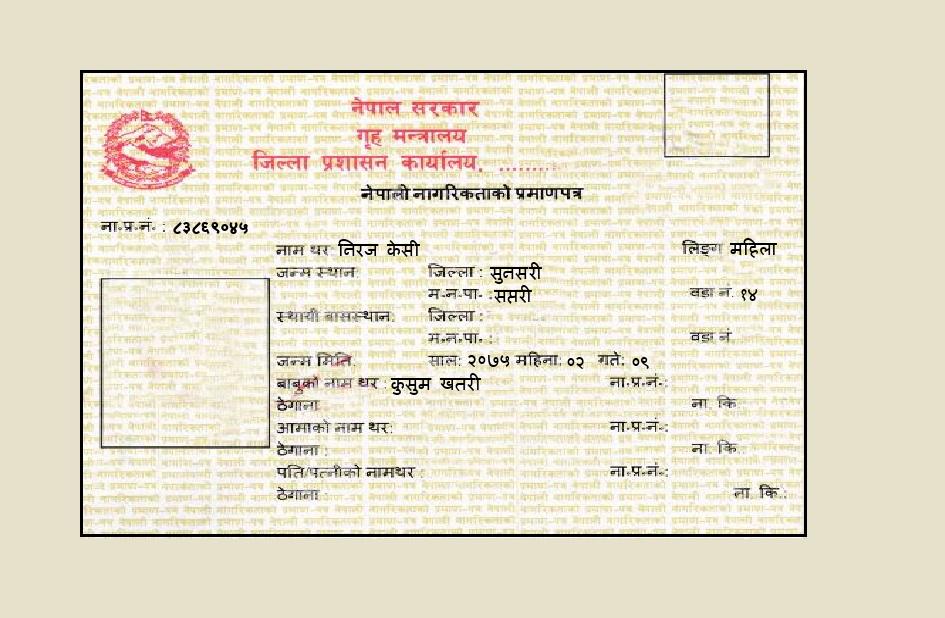 नेपाल सरकार
गृह मन्त्रालय
जिल्ला प्रशासन कार्यालय, ..........
नेपाली नागरिकताको प्रमाणपत्र
ना.प्र.नं. : ८३८६९०४५
नाम थर: निरज केसी लिङ्ग महिला
जन्म स्थान: जिल्ला : सुनसरी
म.न.पा. : सप्तरी वडा नं. १४
स्थायी बासस्थान: जिल्ला :
म.न.पा. : वडा नं
जन्म मिति: साल: २०७५ महिना: ०२ गते: ०९
बाबुको नाम थर : कुसुम खतरी ना.प्र.नं.:
ठेगाना ना. कि.
आमाको नाम थर: ना.प्र.नं.:
ठेगाना : ना. कि.
पति/पत्नीको नामथर : ना.प्र.नं.:
ठेगाना : ना. कि.: